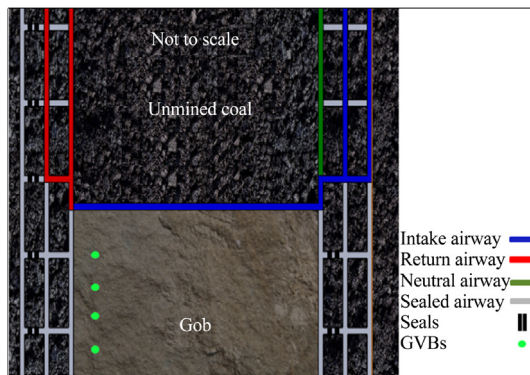 Not to scale
Unmined coal
Gob
Intake airway
Return airway
Neutral airway
Sealed airway
Seals
GVBs